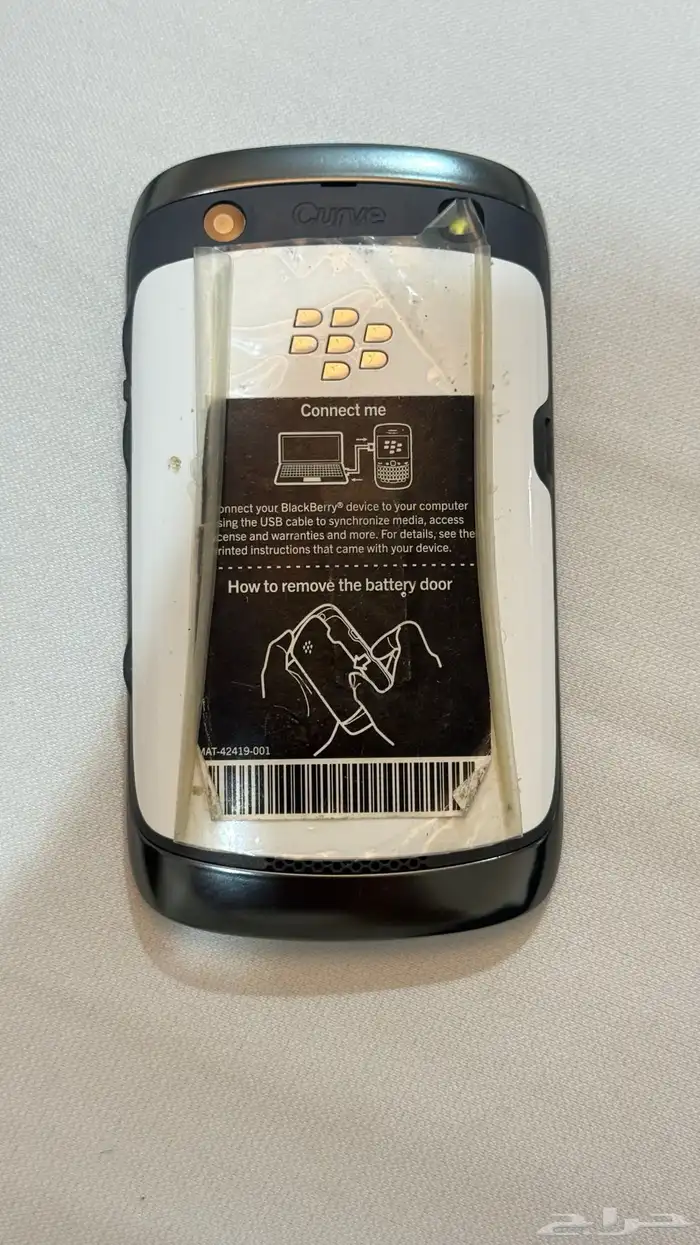 Curve
Connect me
onnect your BlackBerry® device to your computer
sing the USB cable to synchronize media, access
cense and warranties and more. For details, see the
rinted instructions that came with your device.
How to remove the battery door
MAT-42419-001
حراج